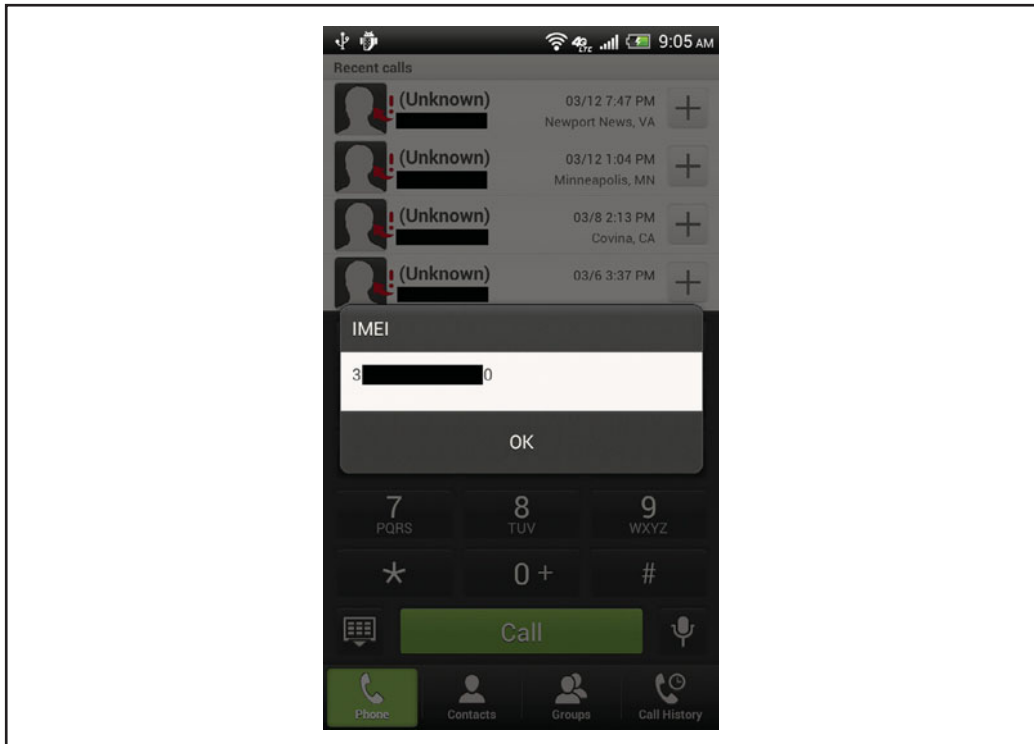 4G LTE 9:05 AM
Recent calls
(Unknown) 03/12 7:47 PM
Newport News, VA
(Unknown) 03/12 1:04 PM
Minneapolis, MN
(Unknown) 03/8 2:13 PM
Covina, CA
(Unknown) 03/6 3:37 PM
IMEI
3 0
OK
7 8 9
PQRS TUV WXYZ
* 0 + #
Call
Phone Contacts Groups Call History